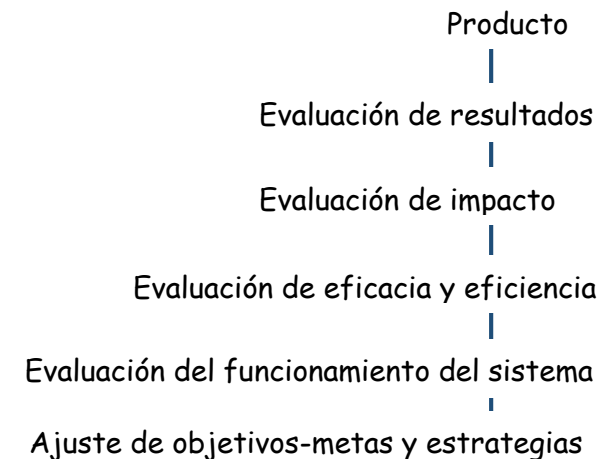 Producto
Evaluación de resultados
Evaluación de impacto
Evaluación de eficacia y eficiencia
Evaluación del funcionamiento del sistema
Ajuste de objetivos-metas y estrategias